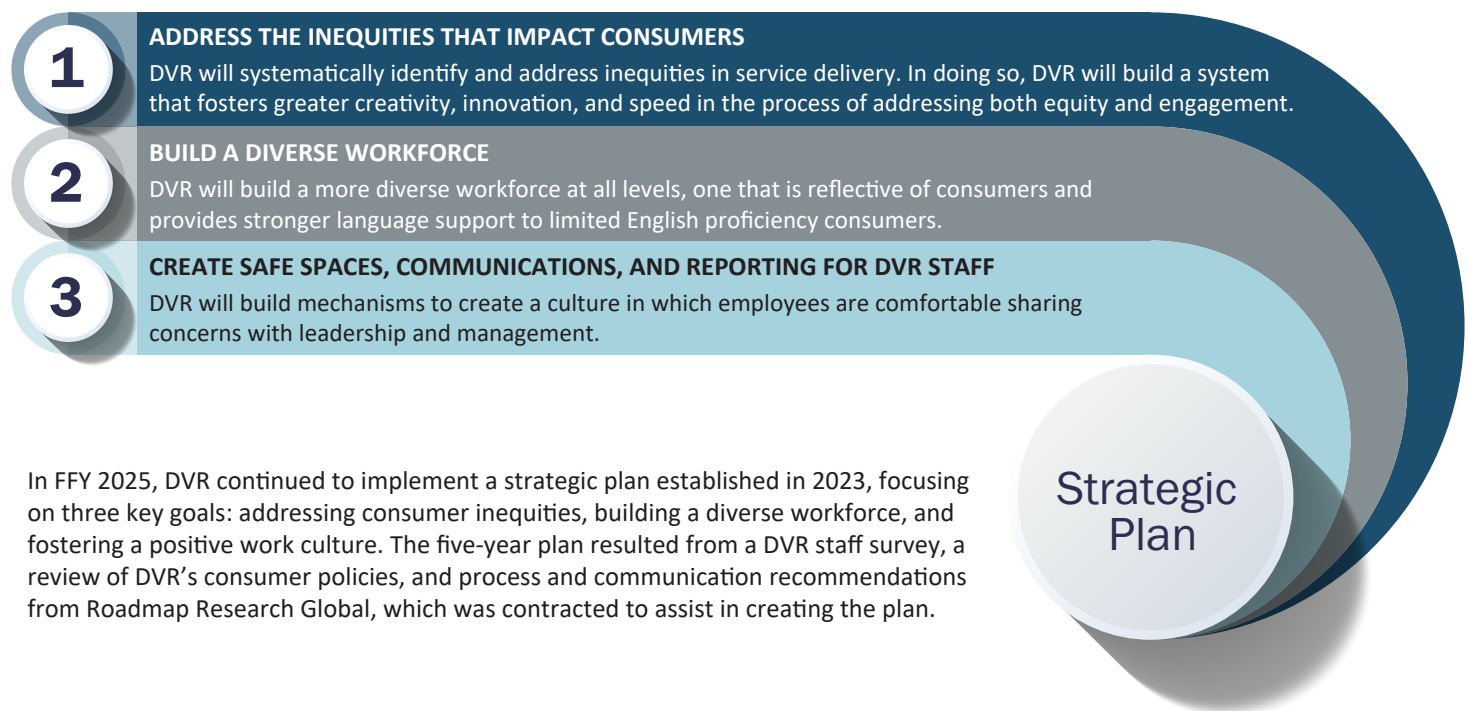 1
ADDRESS THE INEQUITIES THAT IMPACT CONSUMERS
DVR will systematically identify and address inequities in service delivery. In doing so, DVR will build a system
that fosters greater creativity, innovation, and speed in the process of addressing both equity and engagement.
2
BUILD A DIVERSE WORKFORCE
DVR will build a more diverse workforce at all levels, one that is reflective of consumers and
provides stronger language support to limited English proficiency consumers.
3
CREATE SAFE SPACES, COMMUNICATIONS, AND REPORTING FOR DVR STAFF
DVR will build mechanisms to create a culture in which employees are comfortable sharing
concerns with leadership and management.
In FFY 2025, DVR continued to implement a strategic plan established in 2023, focusing
on three key goals: addressing consumer inequities, building a diverse workforce, and
fostering a positive work culture. The five-year plan resulted from a DVR staff survey, a
review of DVR’s consumer policies, and process and communication recommendations
from Roadmap Research Global, which was contracted to assist in creating the plan.
Strategic
Plan